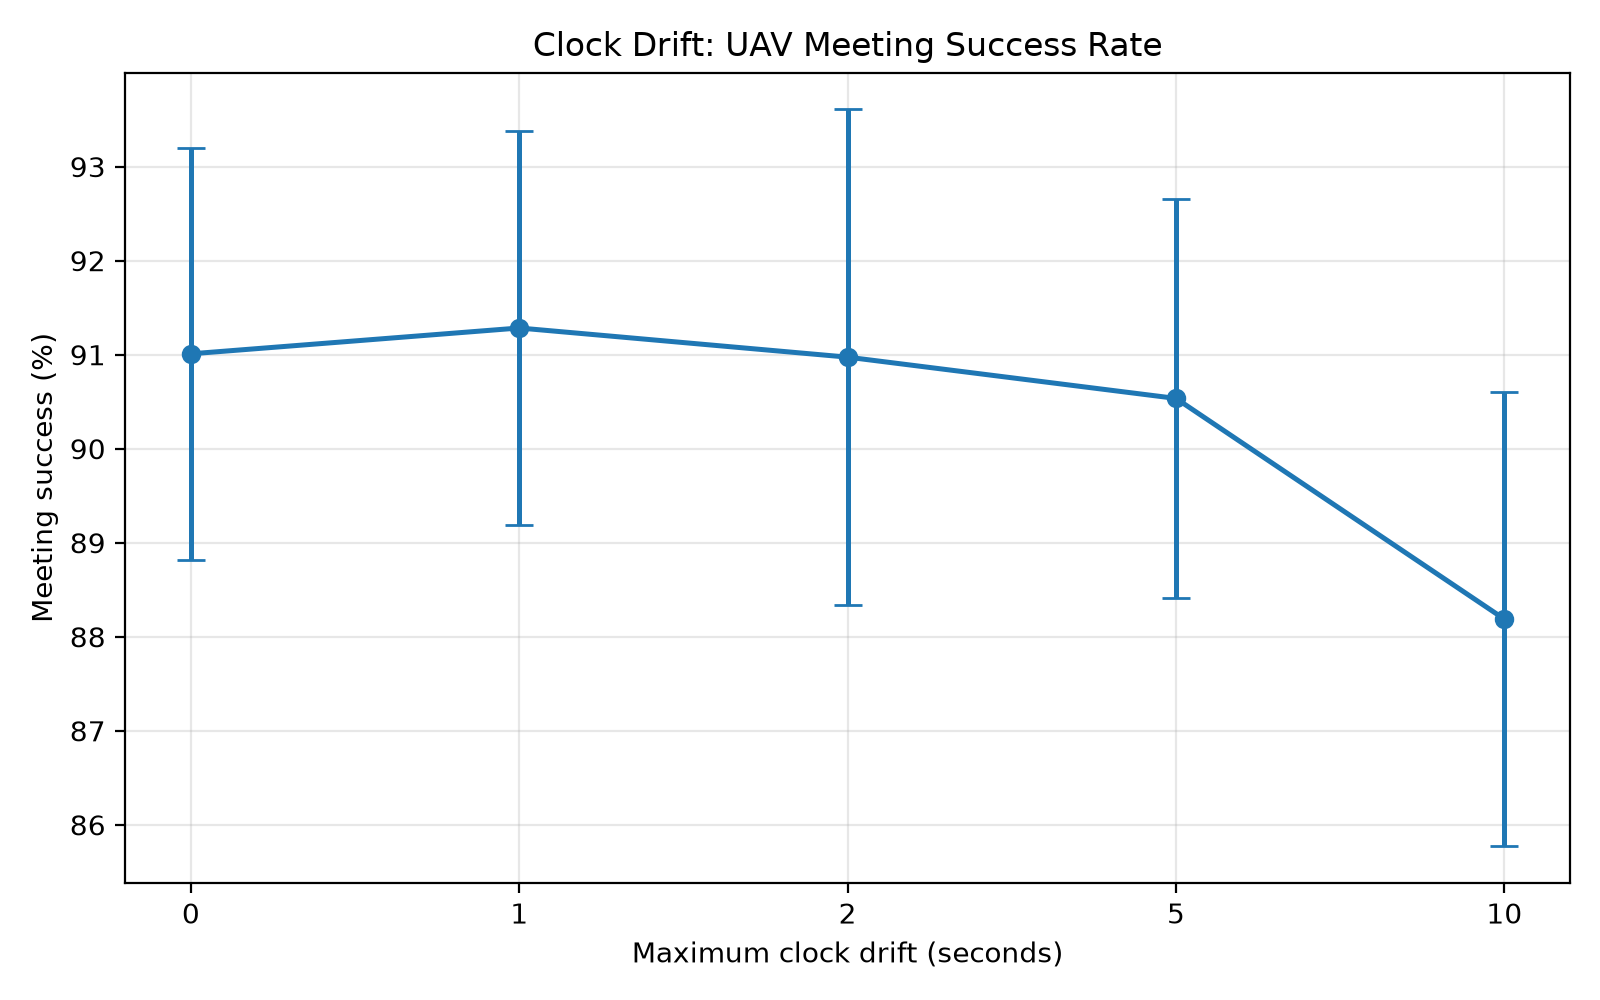 Clock Drift: UAV Meeting Success Rate
Meeting success (%)
93
92
91
90
89
88
87
86
0 1 2 5 10
Maximum clock drift (seconds)